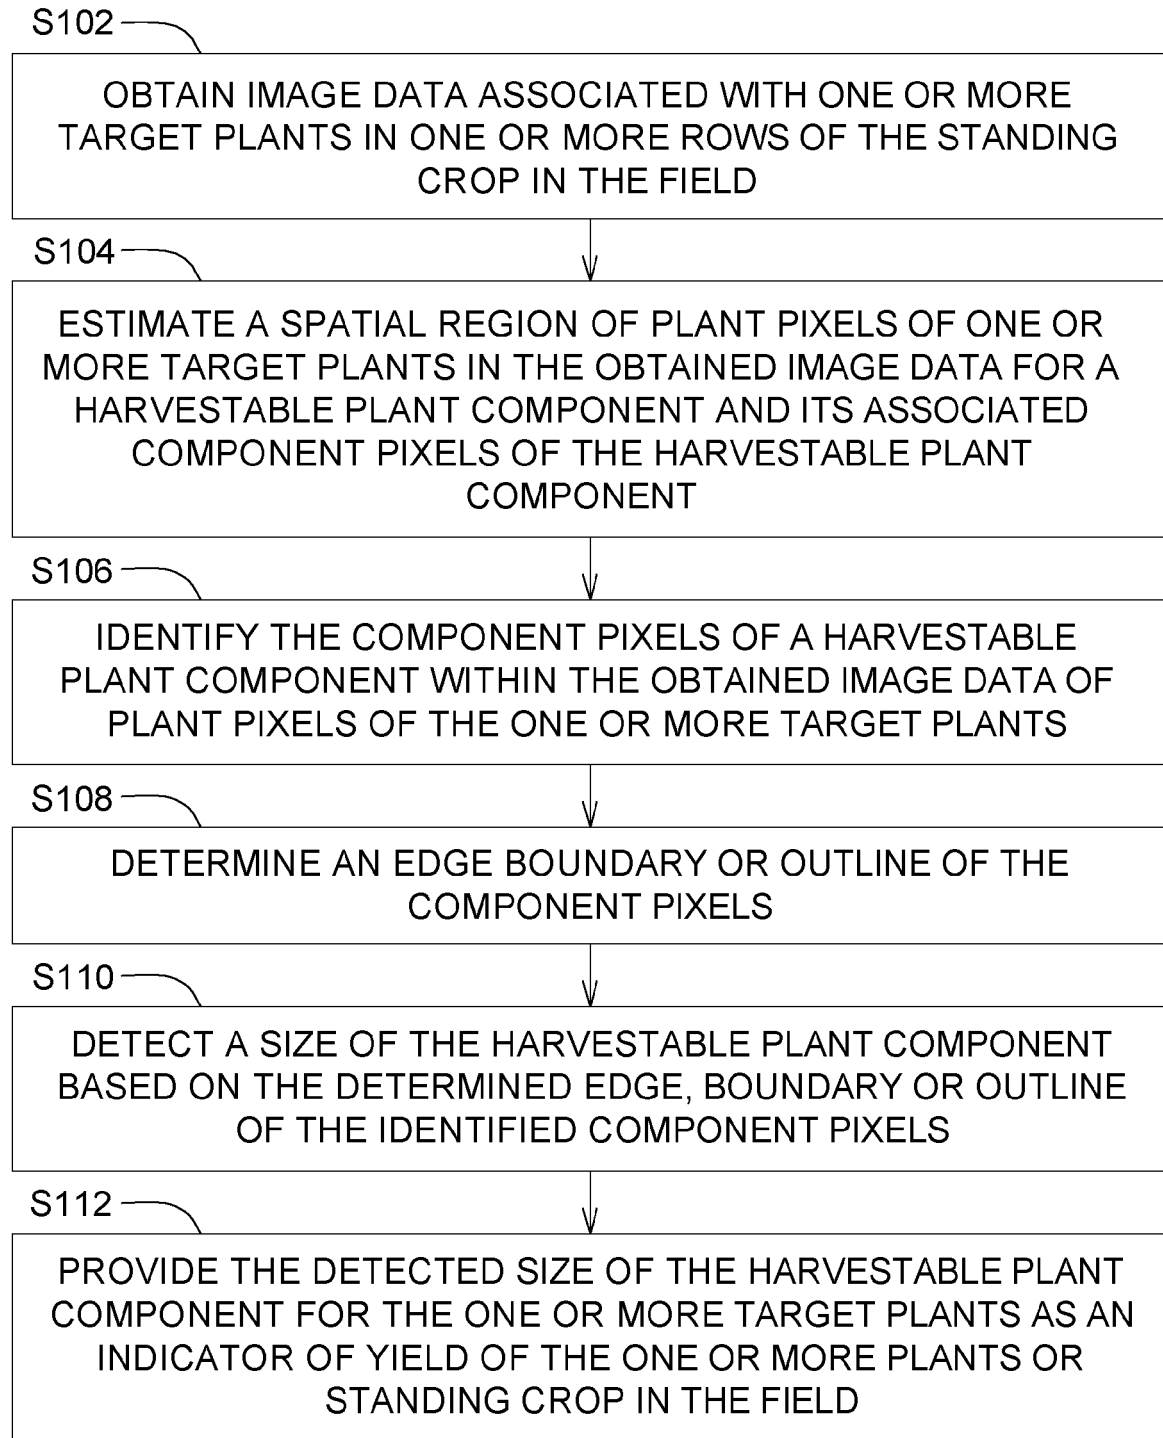 S102
OBTAIN IMAGE DATA ASSOCIATED WITH ONE OR MORE
TARGET PLANTS IN ONE OR MORE ROWS OF THE STANDING
CROP IN THE FIELD
S104
ESTIMATE A SPATIAL REGION OF PLANT PIXELS OF ONE OR
MORE TARGET PLANTS IN THE OBTAINED IMAGE DATA FOR A
HARVESTABLE PLANT COMPONENT AND ITS ASSOCIATED
COMPONENT PIXELS OF THE HARVESTABLE PLANT
COMPONENT
S106
IDENTIFY THE COMPONENT PIXELS OF A HARVESTABLE
PLANT COMPONENT WITHIN THE OBTAINED IMAGE DATA OF
PLANT PIXELS OF THE ONE OR MORE TARGET PLANTS
S108
DETERMINE AN EDGE BOUNDARY OR OUTLINE OF THE
COMPONENT PIXELS
S110
DETECT A SIZE OF THE HARVESTABLE PLANT COMPONENT
BASED ON THE DETERMINED EDGE, BOUNDARY OR OUTLINE
OF THE IDENTIFIED COMPONENT PIXELS
S112
PROVIDE THE DETECTED SIZE OF THE HARVESTABLE PLANT
COMPONENT FOR THE ONE OR MORE TARGET PLANTS AS AN
INDICATOR OF YIELD OF THE ONE OR MORE PLANTS OR
STANDING CROP IN THE FIELD